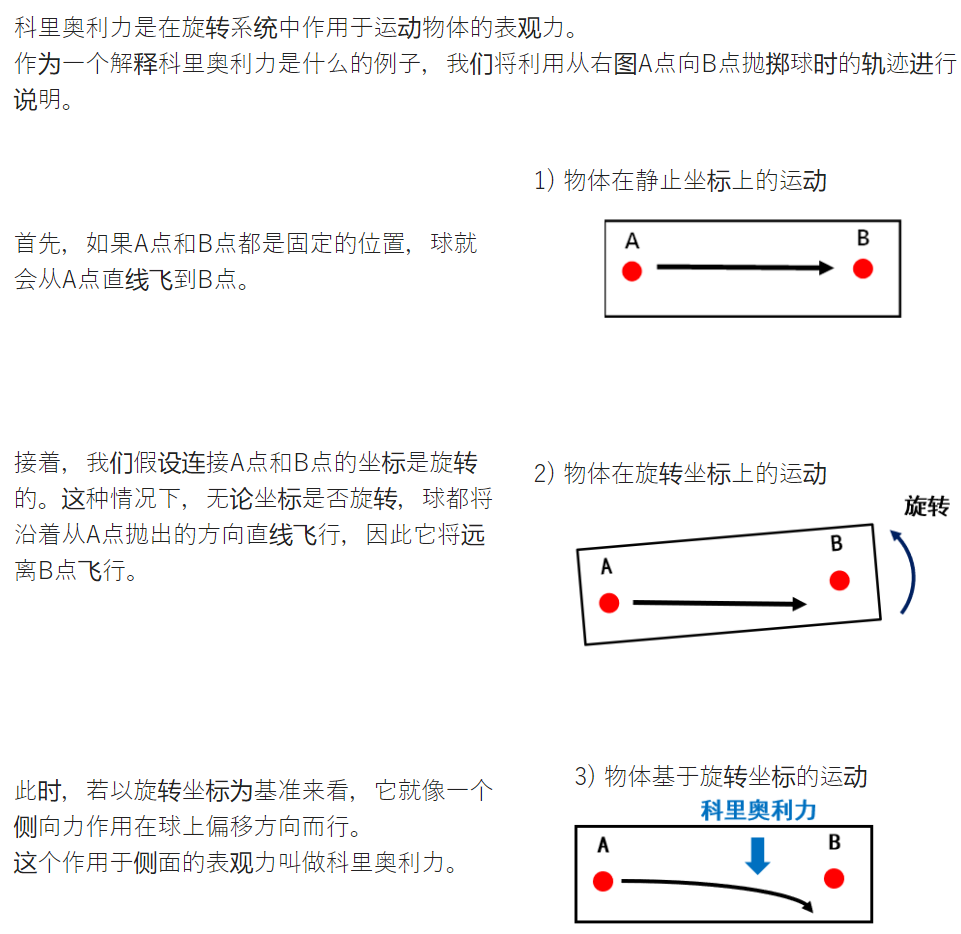 科里奥利力是在旋转系统中作用于运动物体的表观力。
作为一个解释科里奥利力是什么的例子，我们将利用从右图A点向B点抛掷球时的轨迹进行
说明。
1) 物体在静止坐标上的运动
A
B
首先，如果A点和B点都是固定的位置，球就
会从A点直线飞到B点。
接着，我们假设连接A点和B点的坐标是旋转
的。这种情况下，无论坐标是否旋转，球都将
沿着从A点抛出的方向直线飞行，因此它将远
离B点飞行。
2) 物体在旋转坐标上的运动
旋转
A
B
此时，若以旋转坐标为基准来看，它就像一个
侧向力作用在球上偏移方向而行。
这个作用于侧面的表观力叫做科里奥利力。
3) 物体基于旋转坐标的运动
科里奥利力
A
B